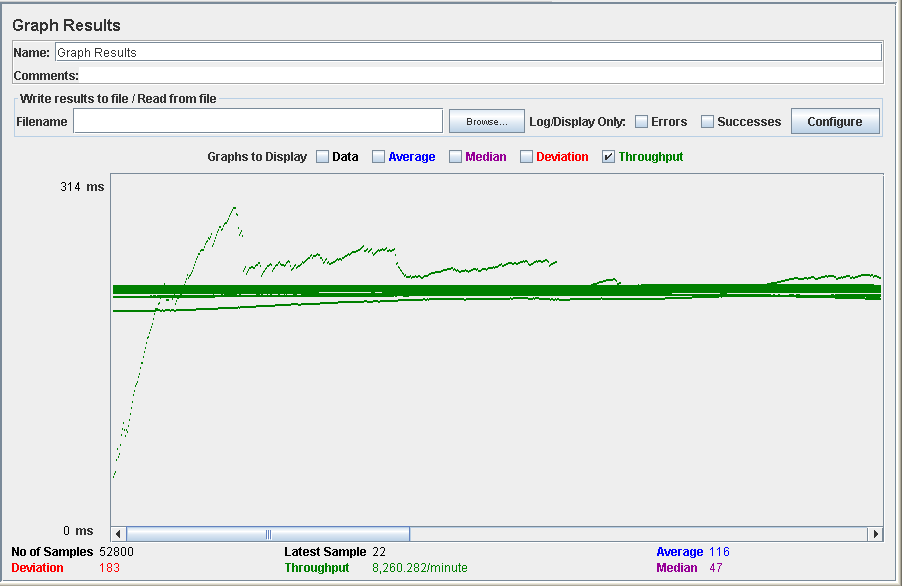 Graph Results
Name: Graph Results
Comments:
Write results to file / Read from file
Filename Browse... Log/Display Only: Errors Successes Configure
Graphs to Display Data Average Median Deviation Throughput
314 ms
0 ms
No of Samples 52800 Latest Sample 22 Average 116
Deviation 183 Throughput 8,260.282/minute Median 47